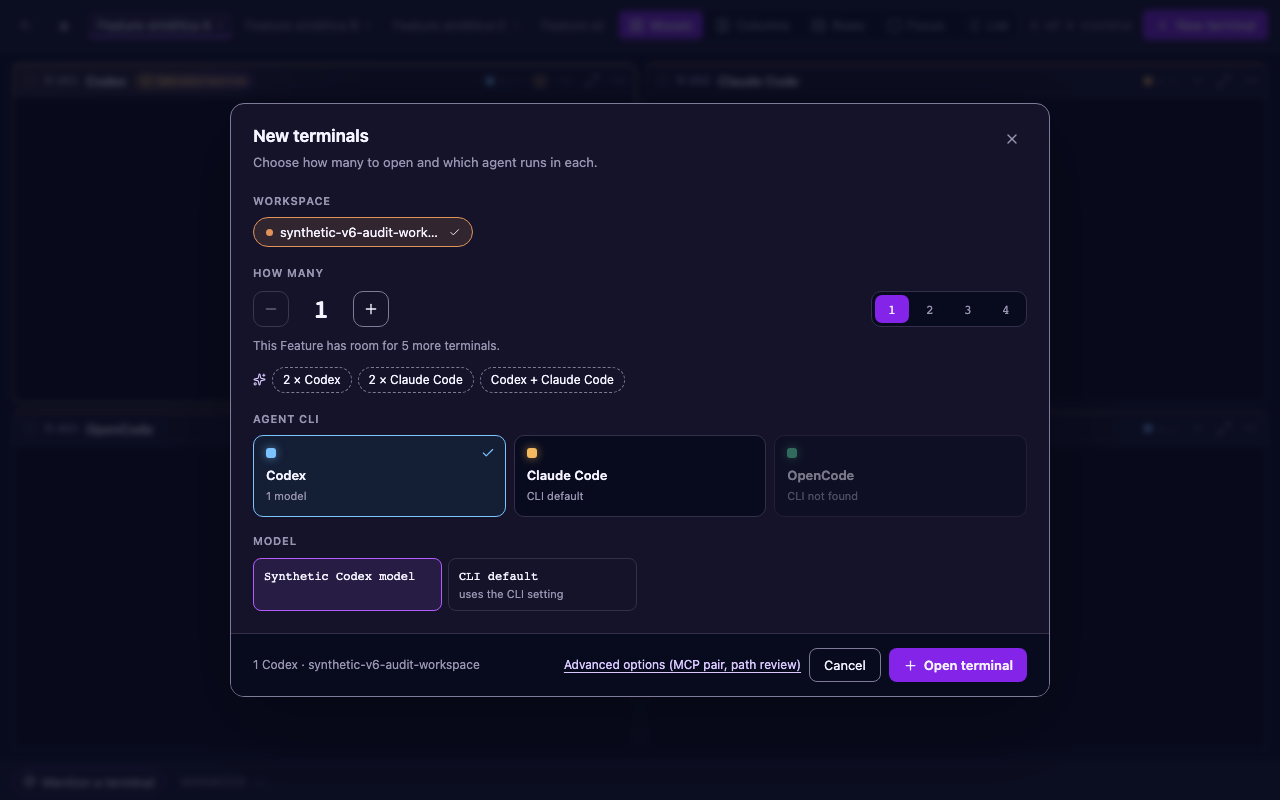 Codex
Claude Code
OpenCode
New terminals
Choose how many to open and which agent runs in each.
WORKSPACE
synthetic-v6-audit-work...
HOW MANY
1
1 2 3 4
This Feature has room for 5 more terminals.
2 × Codex
2 × Claude Code
Codex + Claude Code
AGENT CLI
Codex
1 model
Claude Code
CLI default
OpenCode
CLI not found
MODEL
Synthetic Codex model
CLI default
uses the CLI setting
1 Codex · synthetic-v6-audit-workspace
Advanced options (MCP pair, path review)
Cancel
+ Open terminal